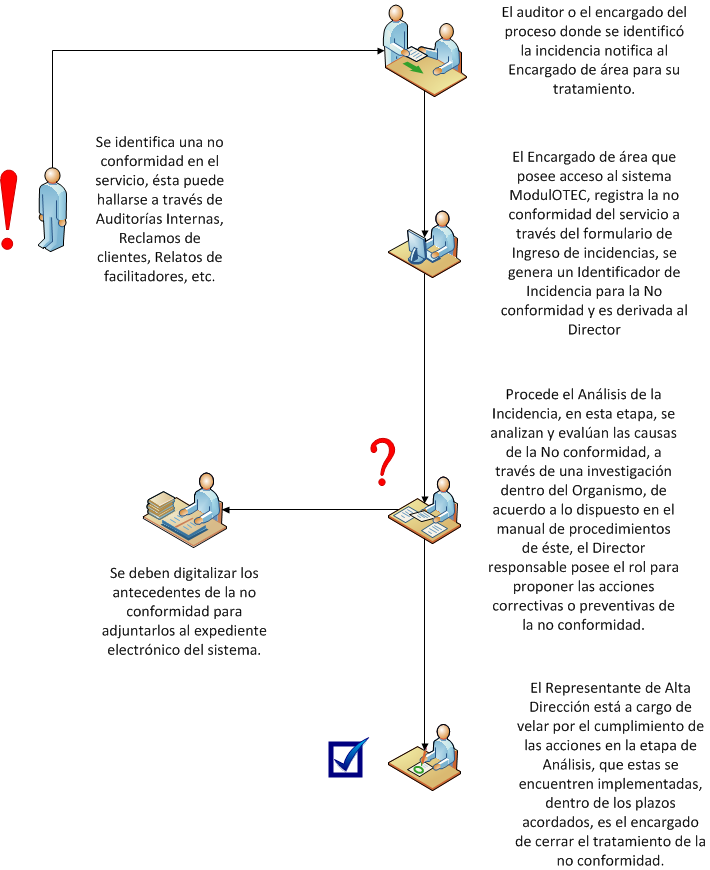 El auditor o el encargado del
proceso donde se identificó
la incidencia notifica al
Encargado de área para su
tratamiento.
Se identifica una no
conformidad en el
servicio, ésta puede
hallarse a través de
Auditorías Internas,
Reclamos de
clientes, Relatos de
facilitadores, etc.
El Encargado de área que
posee acceso al sistema
ModulOTEC, registra la no
conformidad del servicio a
través del formulario de
Ingreso de incidencias, se
genera un Identificador de
Incidencia para la No
conformidad y es derivada al
Director
Procede el Análisis de la
Incidencia, en esta etapa, se
analizan y evalúan las causas
de la No conformidad, a
través de una investigación
dentro del Organismo, de
acuerdo a lo dispuesto en el
manual de procedimientos
de éste, el Director
responsable posee el rol para
proponer las acciones
correctivas o preventivas de
la no conformidad.
Se deben digitalizar los
antecedentes de la no
conformidad para
adjuntarlos al expediente
electrónico del sistema.
El Representante de Alta
Dirección está a cargo de
velar por el cumplimiento de
las acciones en la etapa de
Análisis, que estas se
encuentren implementadas,
dentro de los plazos
acordados, es el encargado
de cerrar el tratamiento de la
no conformidad.